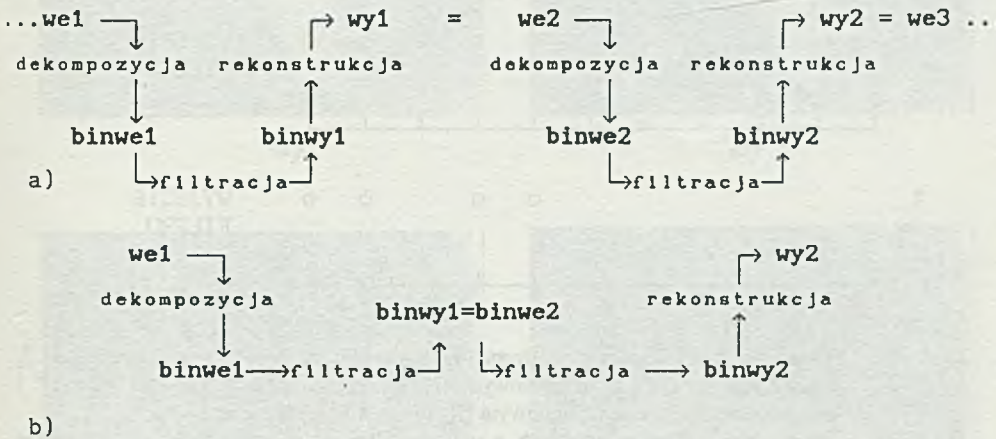 ...we1 wy1 = we2 wy2 = we3 ..
dekompozycja rekonstrukcja dekompozycja rekonstrukcja
binwe1 binwy1 binwe2 binwy2
a) filtracja filtracja
we1 wy2
dekompozycja rekonstrukcja
binwy1=binwe2
binwe1 filtracja filtracja binwy2
b)